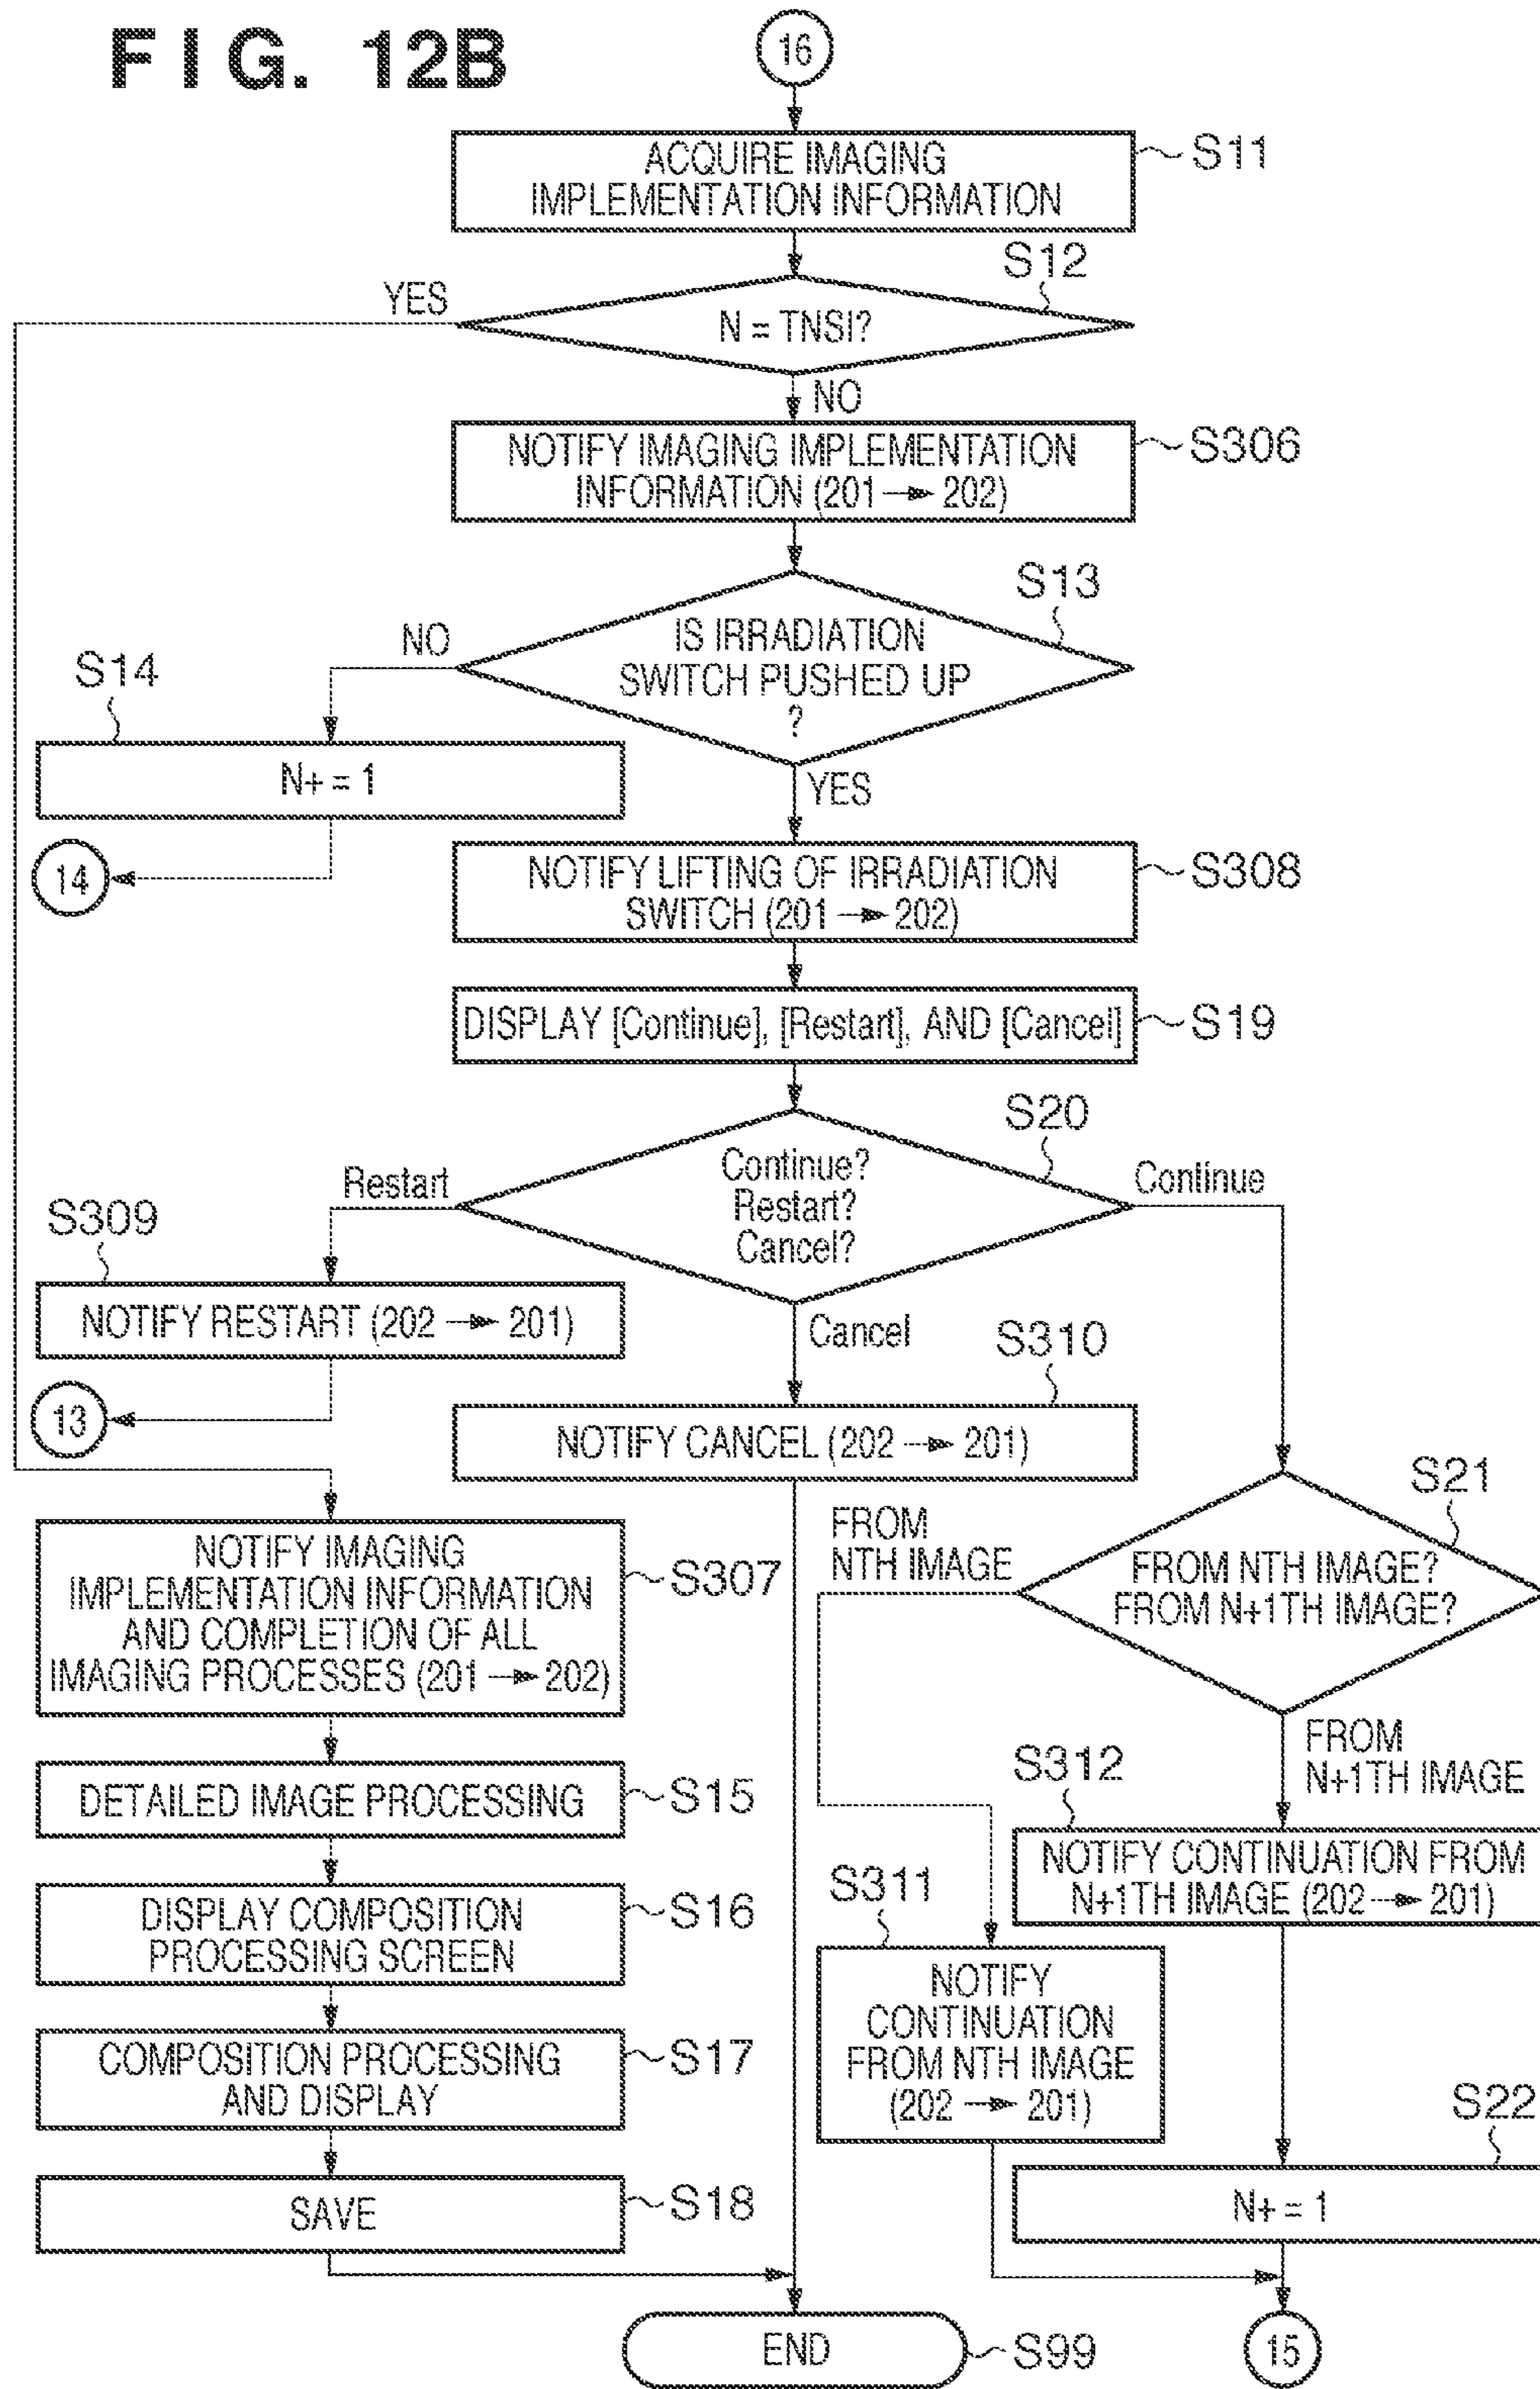 FIG. 12B
16
ACQUIRE IMAGING
IMPLEMENTATION INFORMATION
S11
S12
YES
N = TNSI?
NO
NOTIFY IMAGING IMPLEMENTATION
INFORMATION (201 → 202)
S306
S13
NO
IS IRRADIATION
SWITCH PUSHED UP
?
S14
N+ = 1
YES
14
NOTIFY LIFTING OF IRRADIATION
SWITCH (201 → 202)
S308
DISPLAY [Continue], [Restart], AND [Cancel]
S19
S20
Restart
Continue?
Restart?
Cancel?
Continue
S309
NOTIFY RESTART (202 → 201)
Cancel
S310
13
NOTIFY CANCEL (202 → 201)
S21
FROM
NTH IMAGE
FROM NTH IMAGE?
FROM N+1TH IMAGE?
NOTIFY IMAGING
IMPLEMENTATION INFORMATION
AND COMPLETION OF ALL
IMAGING PROCESSES (201 → 202)
S307
FROM
N+1TH IMAGE
S312
DETAILED IMAGE PROCESSING
S15
NOTIFY CONTINUATION FROM
N+1TH IMAGE (202 → 201)
S311
DISPLAY COMPOSITION
PROCESSING SCREEN
S16
NOTIFY
CONTINUATION
FROM NTH IMAGE
(202 → 201)
COMPOSITION PROCESSING
AND DISPLAY
S17
S22
SAVE
S18
N+ = 1
END
S99
15